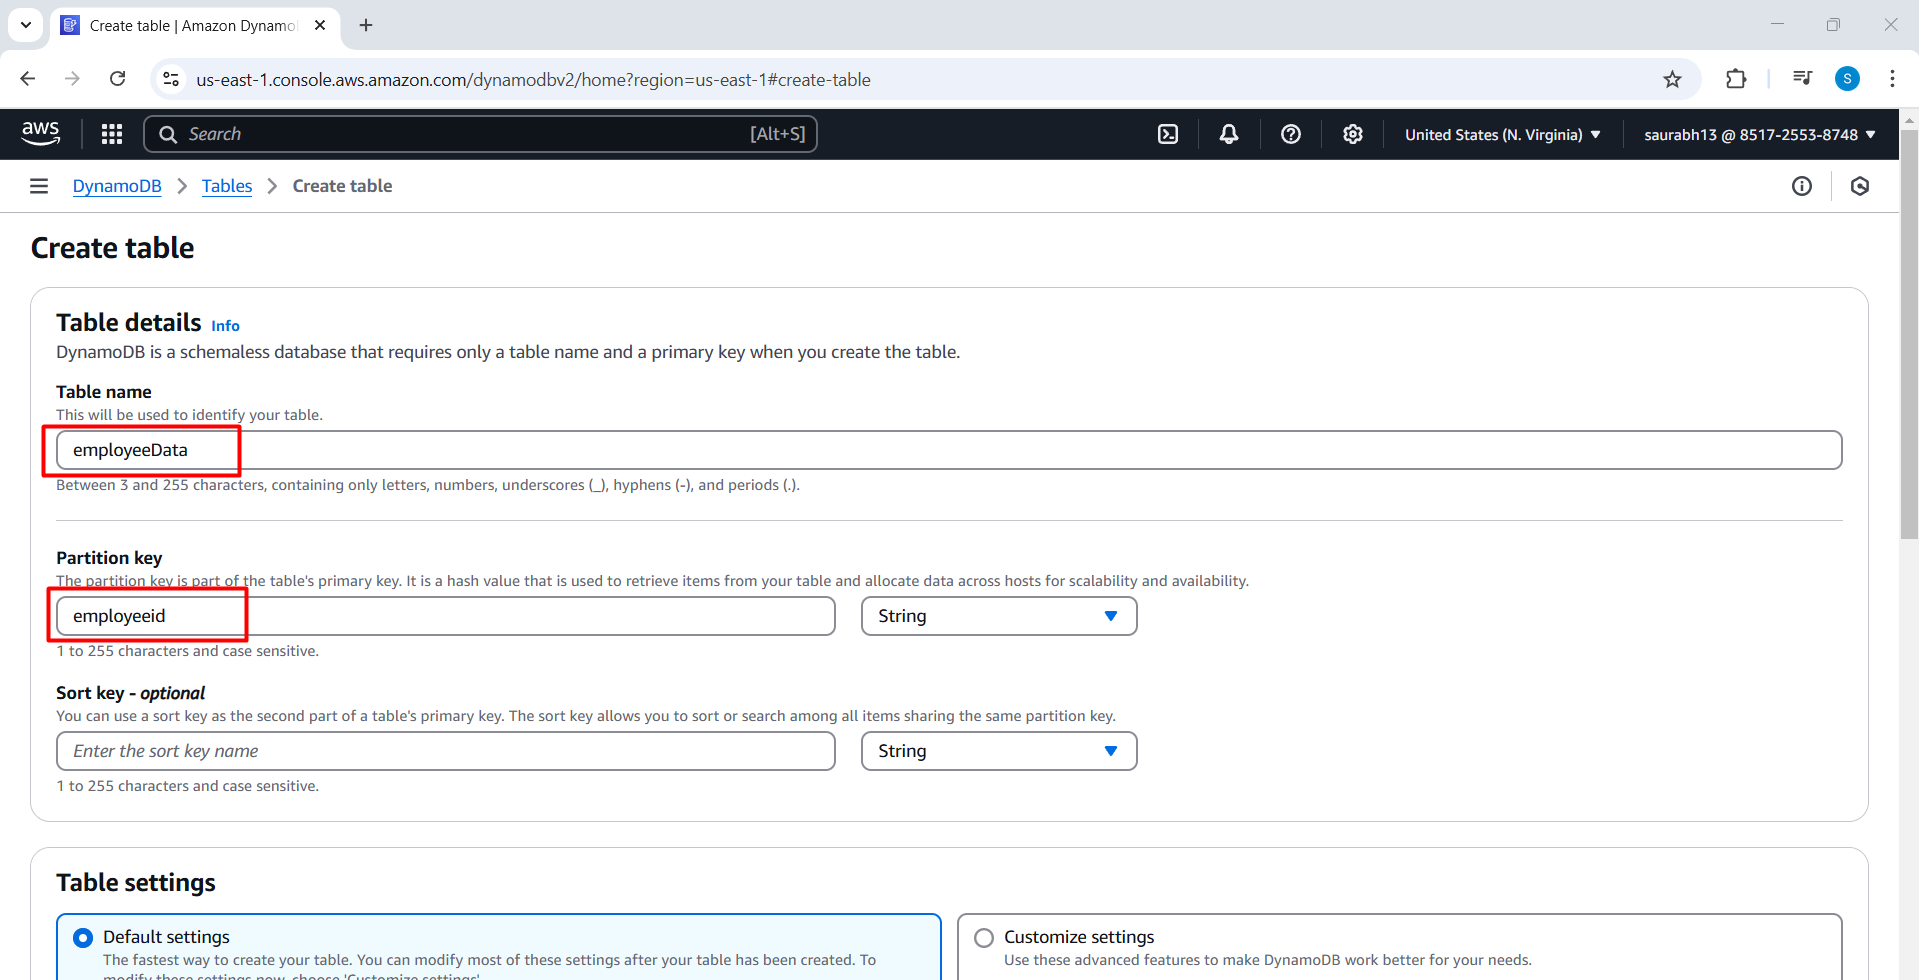 Create table | Amazon Dynamo
us-east-1.console.aws.amazon.com/dynamodbv2/home?region=us-east-1#create-table
S
aws
Search
[Alt+S]
United States (N. Virginia)
saurabh13 @ 8517-2553-8748
DynamoDB
Tables
Create table
Create table
Table details Info
DynamoDB is a schemaless database that requires only a table name and a primary key when you create the table.
Table name
This will be used to identify your table.
employeeData
Between 3 and 255 characters, containing only letters, numbers, underscores (_), hyphens (-), and periods (.).
Partition key
The partition key is part of the table's primary key. It is a hash value that is used to retrieve items from your table and allocate data across hosts for scalability and availability.
employeeid
String
1 to 255 characters and case sensitive.
Sort key - optional
You can use a sort key as the second part of a table's primary key. The sort key allows you to sort or search among all items sharing the same partition key.
Enter the sort key name
String
1 to 255 characters and case sensitive.
Table settings
Default settings
The fastest way to create your table. You can modify most of these settings after your table has been created. To
modify these settings now, choose 'Customize settings'.
Customize settings
Use these advanced features to make DynamoDB work better for your needs.